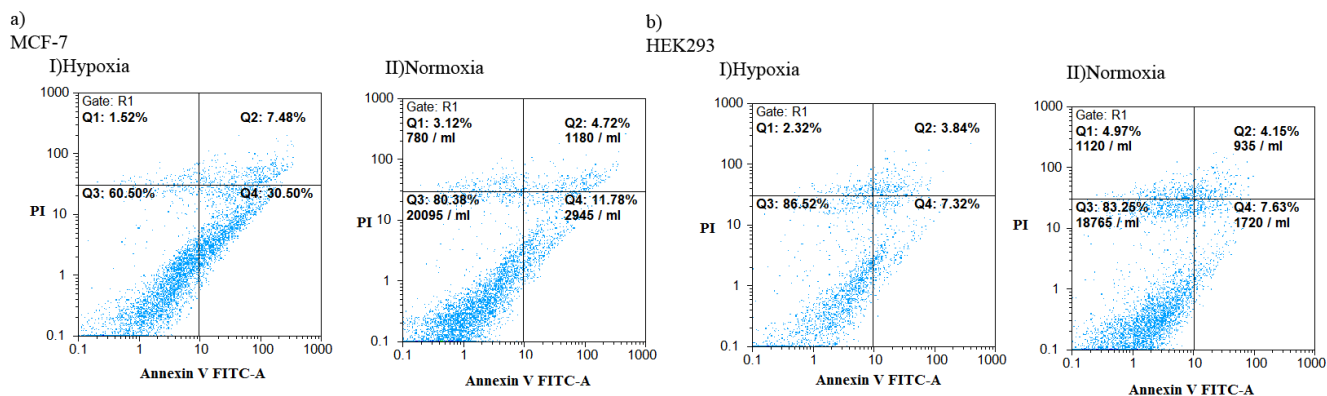 a)
MCF-7
I)Hypoxia
Gate: R1
Q1: 1.52%
Q2: 7.48%
Q3: 60.50%
Q4: 30.50%
1000
100
10
1
0.1
PI
0.1 1 10 100 1000
Annexin V FITC-A
II)Normoxia
Gate: R1
Q1: 3.12%
780 / ml
Q2: 4.72%
1180 / ml
Q3: 80.38%
20095 / ml
Q4: 11.78%
2945 / ml
1000
100
10
1
0.1
PI
0.1 1 10 100 1000
Annexin V FITC-A
b)
HEK293
I)Hypoxia
Gate: R1
Q1: 2.32%
Q2: 3.84%
Q3: 86.52%
Q4: 7.32%
1000
100
10
1
0.1
PI
0.1 1 10 100 1000
Annexin V FITC-A
II)Normoxia
Gate: R1
Q1: 4.97%
1120 / ml
Q2: 4.15%
935 / ml
Q3: 83.25%
18765 / ml
Q4: 7.63%
1720 / ml
1000
100
10
1
0.1
PI
0.1 1 10 100 1000
Annexin V FITC-A